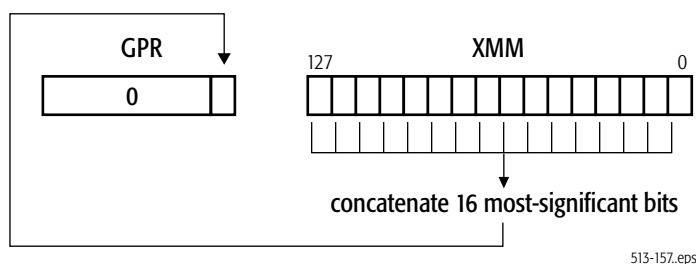 GPR
XMM
127
0
0
concatenate 16 most-significant bits
513-157.eps